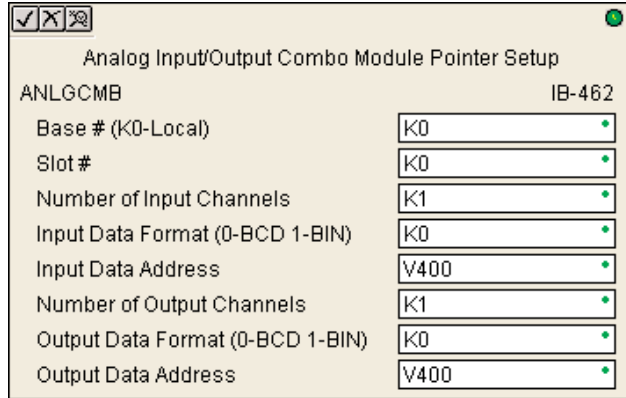 Analog Input/Output Combo Module Pointer Setup
ANLGCMB IB-462
Base # (K0-Local) K0
Slot # K0
Number of Input Channels K1
Input Data Format (0-BCD 1-BIN) K0
Input Data Address V400
Number of Output Channels K1
Output Data Format (0-BCD 1-BIN) K0
Output Data Address V400